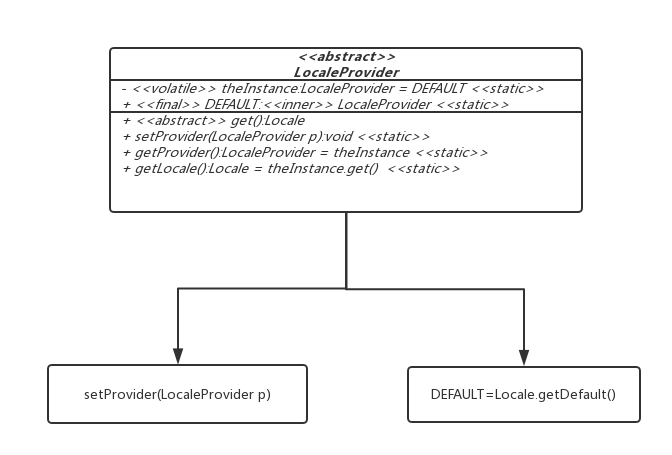 <<abstract>>
LocaleProvider
- <<volatile>> theInstance:LocaleProvider = DEFAULT <<static>>
+ <<final>> DEFAULT:<<inner>> LocaleProvider <<static>>
+ <<abstract>> get():Locale
+ setProvider(LocaleProvider p):void <<static>>
+ getProvider():LocaleProvider = theInstance <<static>>
+ getLocale():Locale = theInstance.get()  <<static>>
setProvider(LocaleProvider p)
DEFAULT=Locale.getDefault()